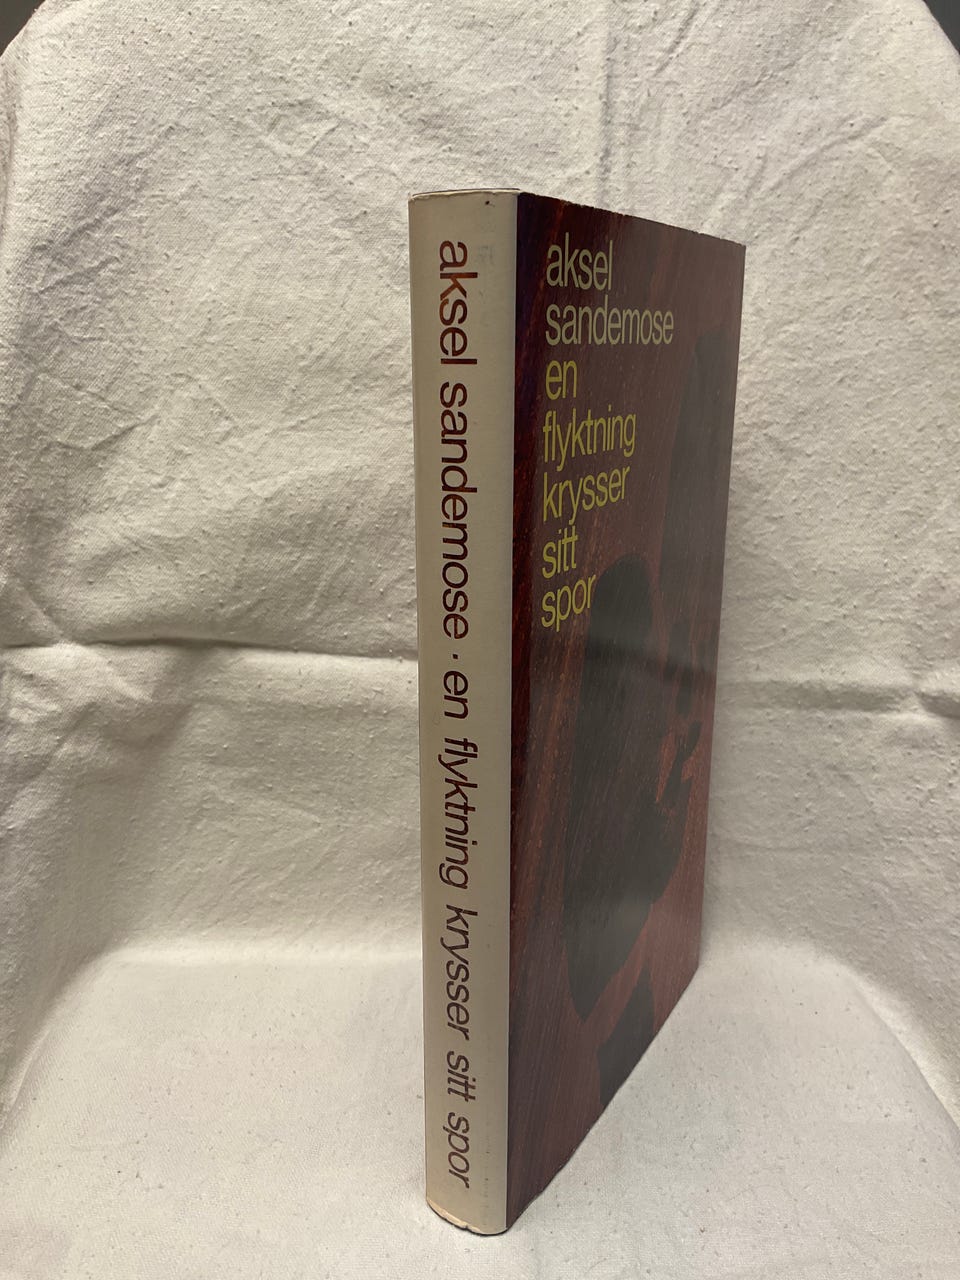 aksel sandemose · en flyktning krysser sitt spor
aksel
sandemose
en
flyktning
krysser
sitt
spor